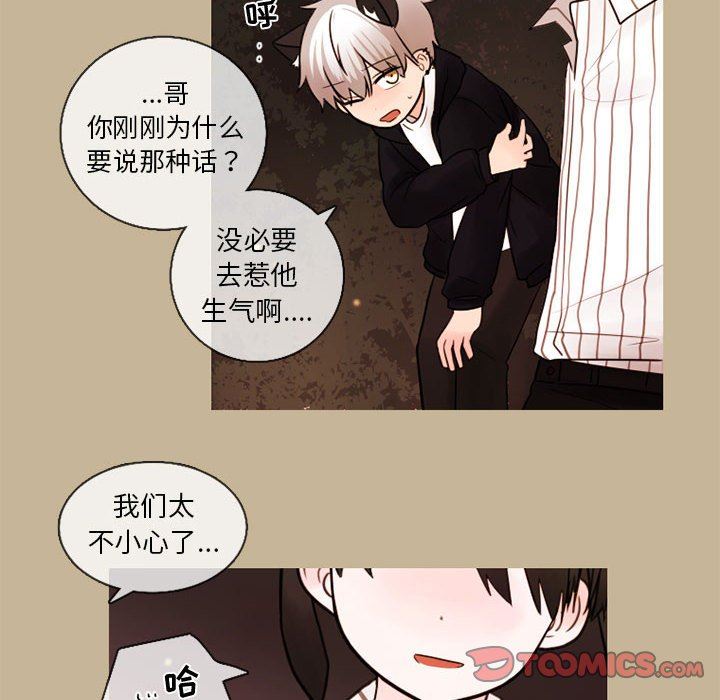 呼
...哥
你刚刚为什么
要说那种话？
没必要
去惹他
生气啊....
我们太
不小心了...
哈
TOOMICS.com